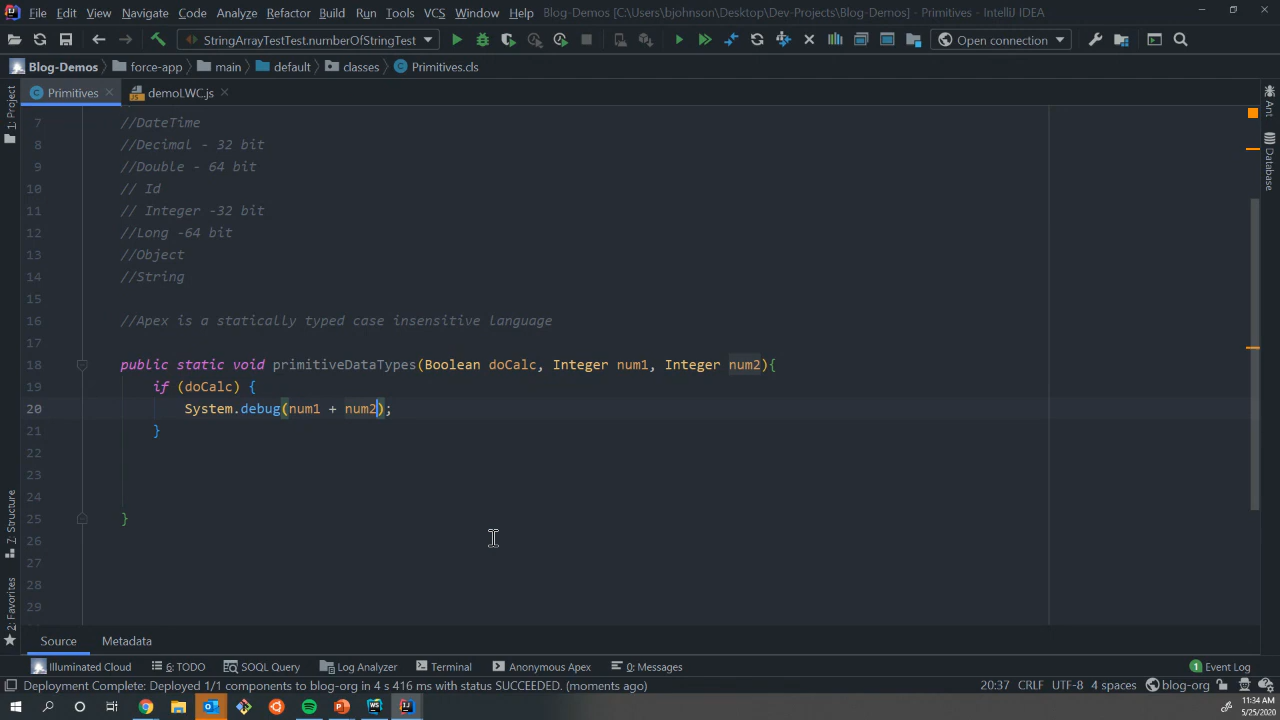 File Edit View Navigate Code Analyze Refactor Build Run Tools VCS Window Help Blog-Demos [C:\Users\bjohnson\Desktop\Dev-Projects\Blog-Demos] - Primitives - IntelliJ IDEA
StringArrayTestTest.numberOfStringTest Open connection
Blog-Demos force-app main default classes Primitives.cls
Primitives demoLWC.js
1: Project
Ant
Database
7 //DateTime
8 //Decimal - 32 bit
9 //Double - 64 bit
10 // Id
11 // Integer -32 bit
12 //Long -64 bit
13 //Object
14 //String
15
16 //Apex is a statically typed case insensitive language
17
18 public static void primitiveDataTypes(Boolean doCalc, Integer num1, Integer num2){
19 if (doCalc) {
20 System.debug(num1 + num2);
21 }
22
23
24
25 }
26
27
28
29
Z: Structure
2: Favorites
Source Metadata
Illuminated Cloud 6: TODO SOQL Query Log Analyzer Terminal Anonymous Apex 0: Messages 1 Event Log
Deployment Complete: Deployed 1/1 components to blog-org in 4 s 416 ms with status SUCCEEDED. (moments ago) 20:37 CRLF UTF-8 4 spaces blog-org
11:34 AM
5/25/2020